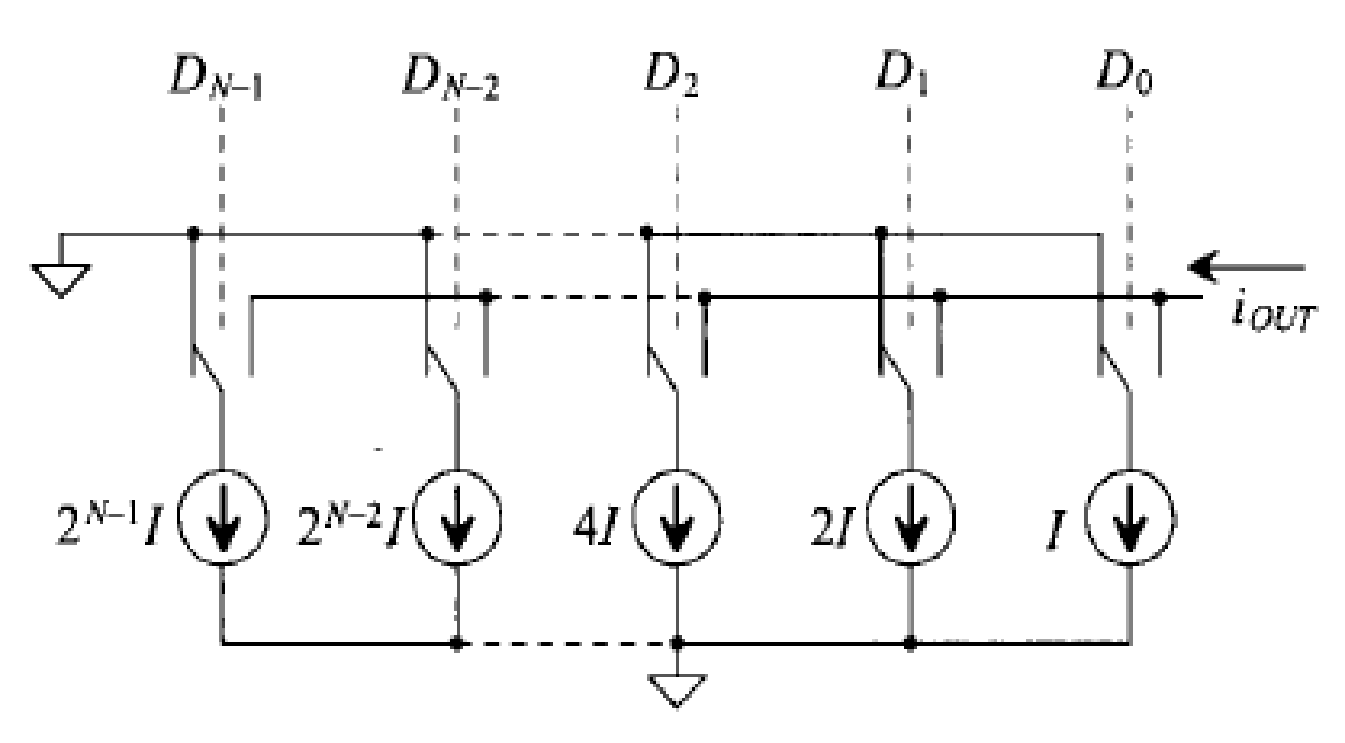 D_{N-1} D_{N-2} D_2 D_1 D_0
i_{OUT}
2^{N-1}I 2^{N-2}I 4I 2I I